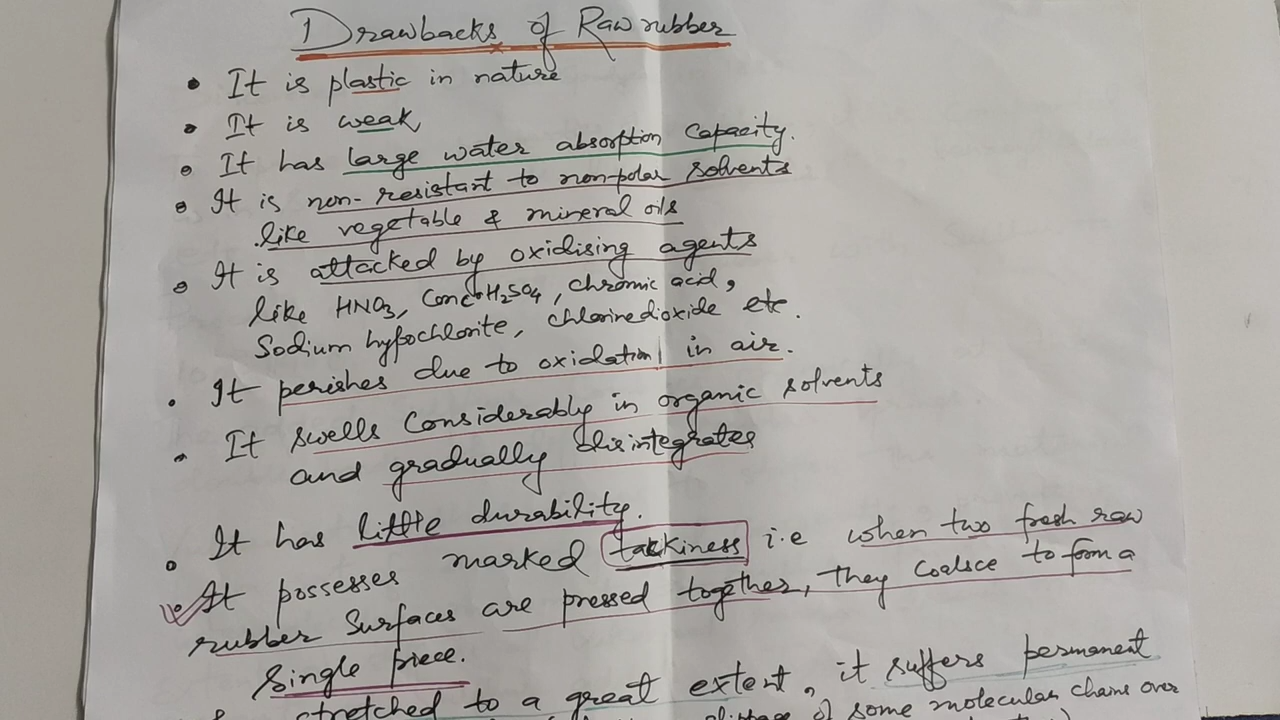 Drawbacks of Raw rubber
• It is plastic in nature
• It is weak
• It has large water absorption capacity.
• It is non-resistant to non-polar solvents
like vegetable & mineral oils
• It is attacked by oxidising agents
like HNO3, Conc. H2SO4, chromic acid,
Sodium hypochlorite, chlorinedioxide etc.
• It perishes due to oxidation in air.
• It swells considerably in organic solvents
and gradually disintegrates
• It has little durability.
• It possesses marked tackiness i.e when two fresh raw
rubber surfaces are pressed together, they coalsce to form a
single piece.
stretched to a great extent, it suffers permanent
of some molecular chains over